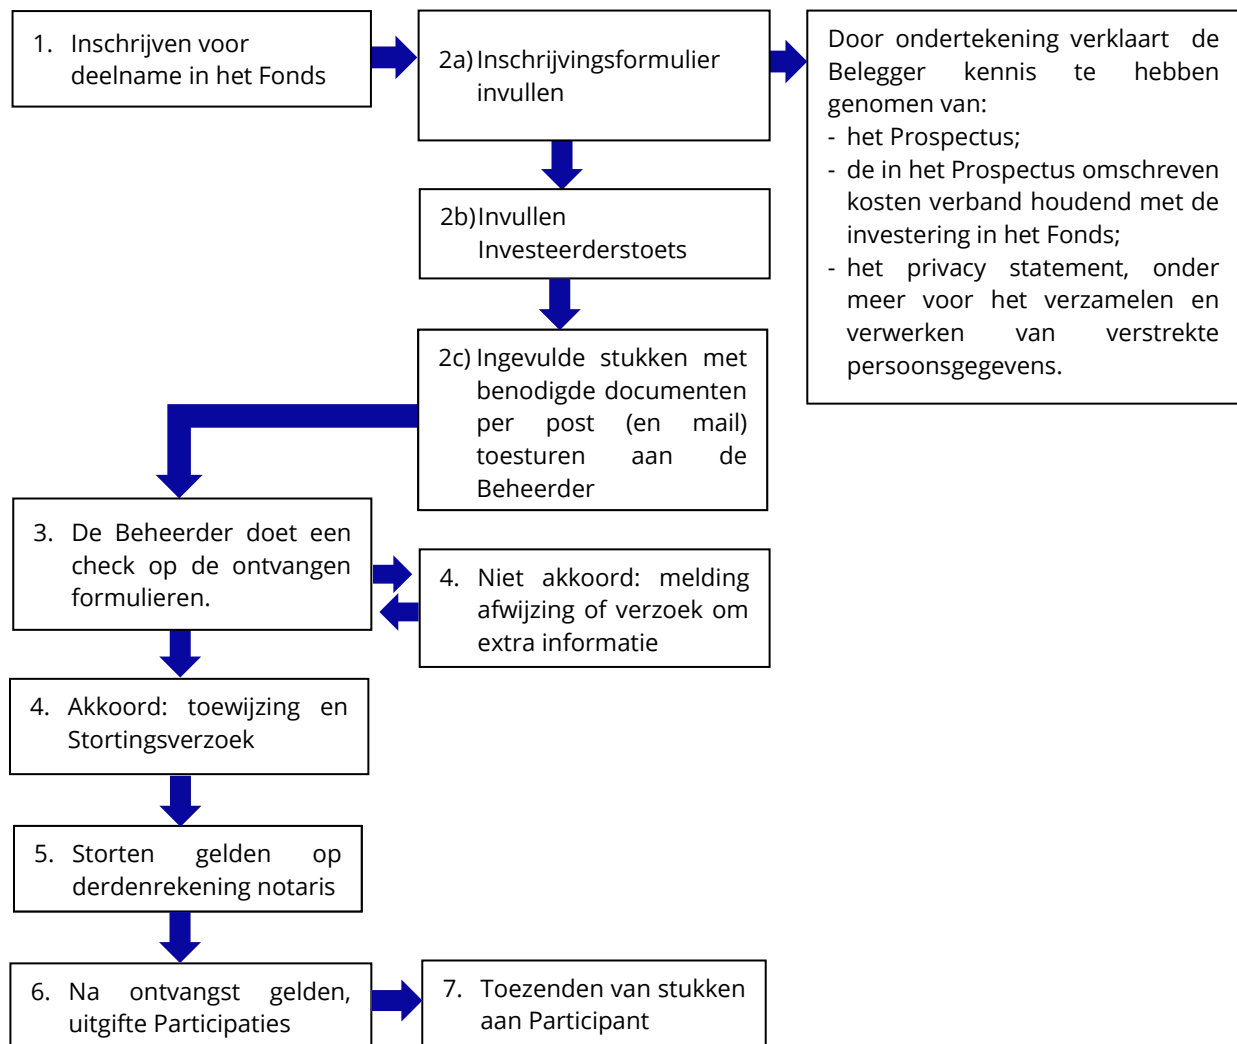 1. Inschrijven voor
deelname in het Fonds
2a) Inschrijvingsformulier
invullen
Door ondertekening verklaart de
Belegger kennis te hebben
genomen van:
- het Prospectus;
- de in het Prospectus omschreven
kosten verband houdend met de
investering in het Fonds;
- het privacy statement, onder
meer voor het verzamelen en
verwerken van verstrekte
persoonsgegevens.
2b) Invullen
Investeerderstoets
2c) Ingevulde stukken met
benodigde documenten
per post (en mail)
toesturen aan de
Beheerder
3. De Beheerder doet een
check op de ontvangen
formulieren.
4. Niet akkoord: melding
afwijzing of verzoek om
extra informatie
4. Akkoord: toewijzing en
Stortingsverzoek
5. Storten gelden op
derdenrekening notaris
6. Na ontvangst gelden,
uitgifte Participaties
7. Toezenden van stukken
aan Participant